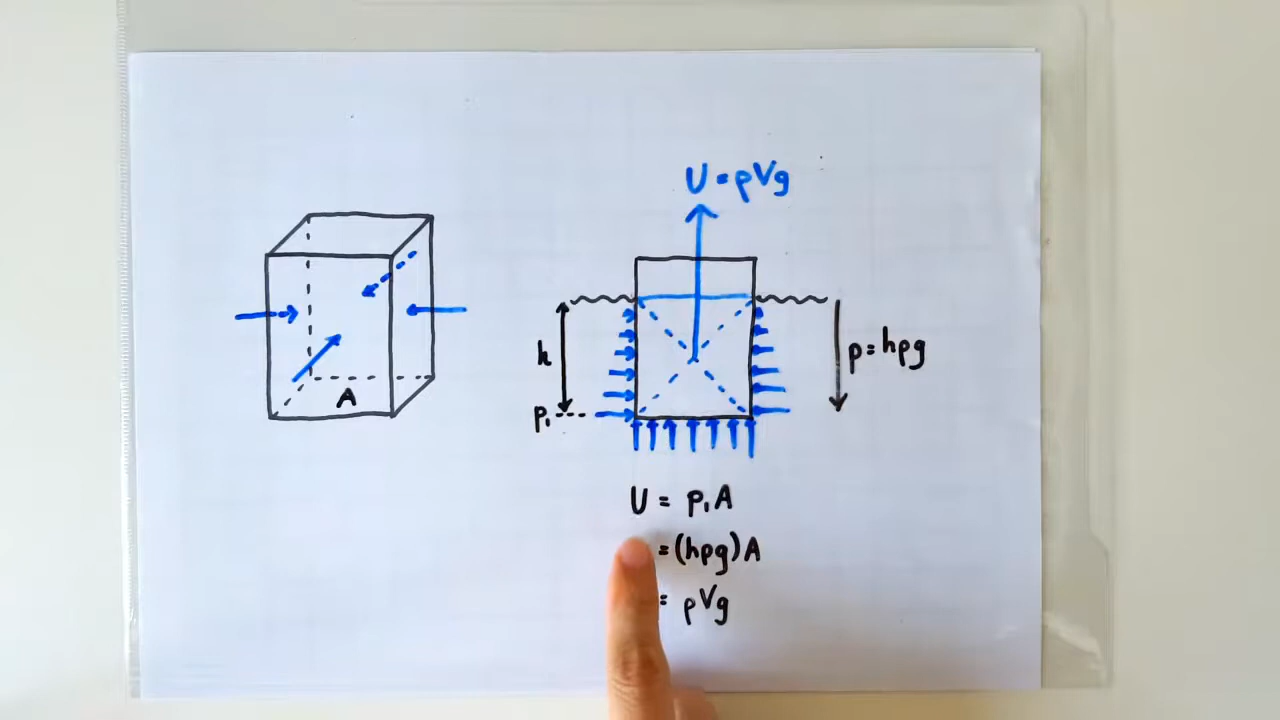 U = ρVg
h
p = hρg
A
p₁
U = p₁A
= (hρg)A
= ρVg